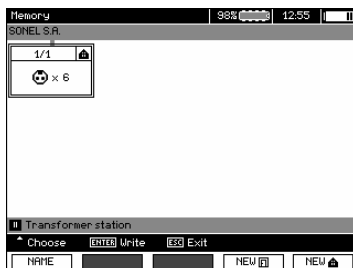 Memory 98% 12:55
SONEL S.A.
1/1
× 6
Transformer station
Choose ENTER Write ESC Exit
NAME NEW NEW